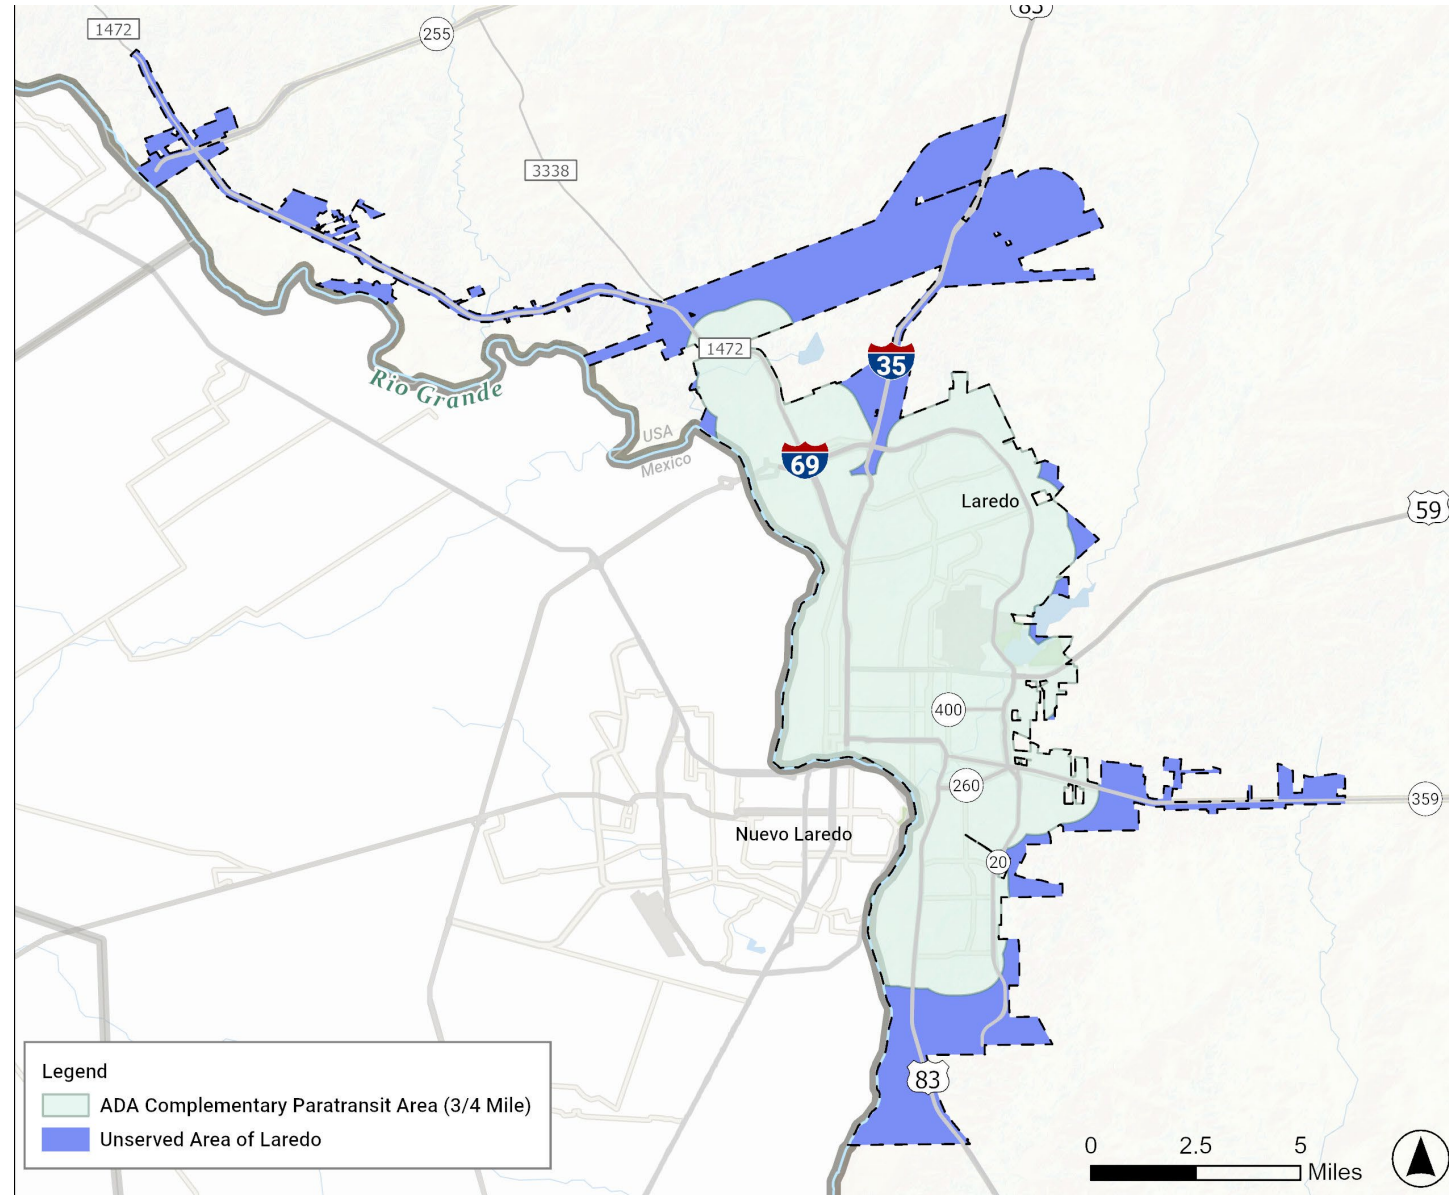 83
1472
255
3338
1472
35
Rio Grande
USA
Mexico
69
Laredo
59
400
260
359
Nuevo Laredo
20
Legend
ADA Complementary Paratransit Area (3/4 Mile)
Unserved Area of Laredo
83
0 2.5 5
Miles